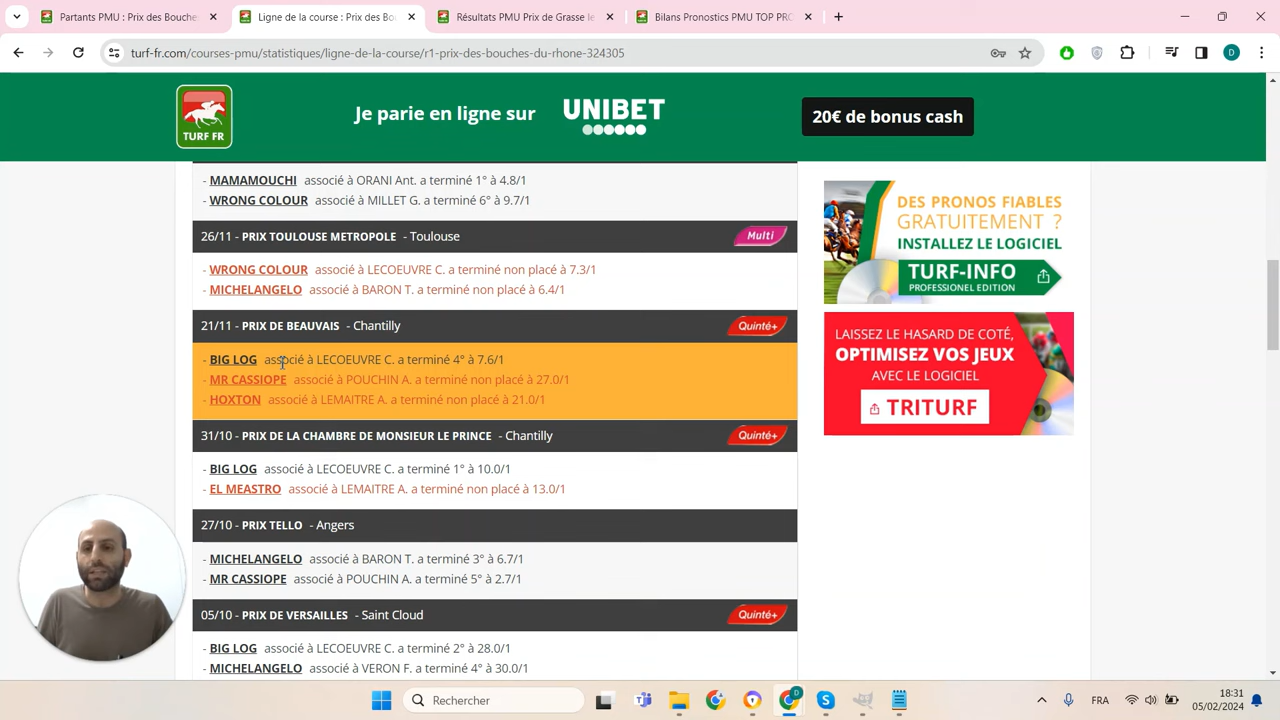 Partants PMU : Prix des Bouches
Ligne de la course : Prix des Bo
Résultats PMU Prix de Grasse le
Bilans Pronostics PMU TOP PRO
turf-fr.com/courses-pmu/statistiques/ligne-de-la-course/r1-prix-des-bouches-du-rhone-324305
D
TURF FR
Je parie en ligne sur
UNIBET
20€ de bonus cash
- MAMAMOUCHI associé à ORANI Ant. a terminé 1° à 4.8/1
- WRONG COLOUR associé à MILLET G. a terminé 6° à 9.7/1
26/11 - PRIX TOULOUSE METROPOLE - Toulouse
Multi
- WRONG COLOUR associé à LECOEUVRE C. a terminé non placé à 7.3/1
- MICHELANGELO associé à BARON T. a terminé non placé à 6.4/1
21/11 - PRIX DE BEAUVAIS - Chantilly
Quinté+
- BIG LOG associé à LECOEUVRE C. a terminé 4° à 7.6/1
- MR CASSIOPE associé à POUCHIN A. a terminé non placé à 27.0/1
- HOXTON associé à LEMAITRE A. a terminé non placé à 21.0/1
31/10 - PRIX DE LA CHAMBRE DE MONSIEUR LE PRINCE - Chantilly
Quinté+
- BIG LOG associé à LECOEUVRE C. a terminé 1° à 10.0/1
- EL MEASTRO associé à LEMAITRE A. a terminé non placé à 13.0/1
27/10 - PRIX TELLO - Angers
- MICHELANGELO associé à BARON T. a terminé 3° à 6.7/1
- MR CASSIOPE associé à POUCHIN A. a terminé 5° à 2.7/1
05/10 - PRIX DE VERSAILLES - Saint Cloud
Quinté+
- BIG LOG associé à LECOEUVRE C. a terminé 2° à 28.0/1
- MICHELANGELO associé à VERON F. a terminé 4° à 30.0/1
DES PRONOS FIABLES
GRATUITEMENT ?
INSTALLEZ LE LOGICIEL
TURF-INFO
PROFESSIONEL EDITION
LAISSEZ LE HASARD DE COTÉ,
OPTIMISEZ VOS JEUX
AVEC LE LOGICIEL
TRITURF
Rechercher
FRA
18:31
05/02/2024